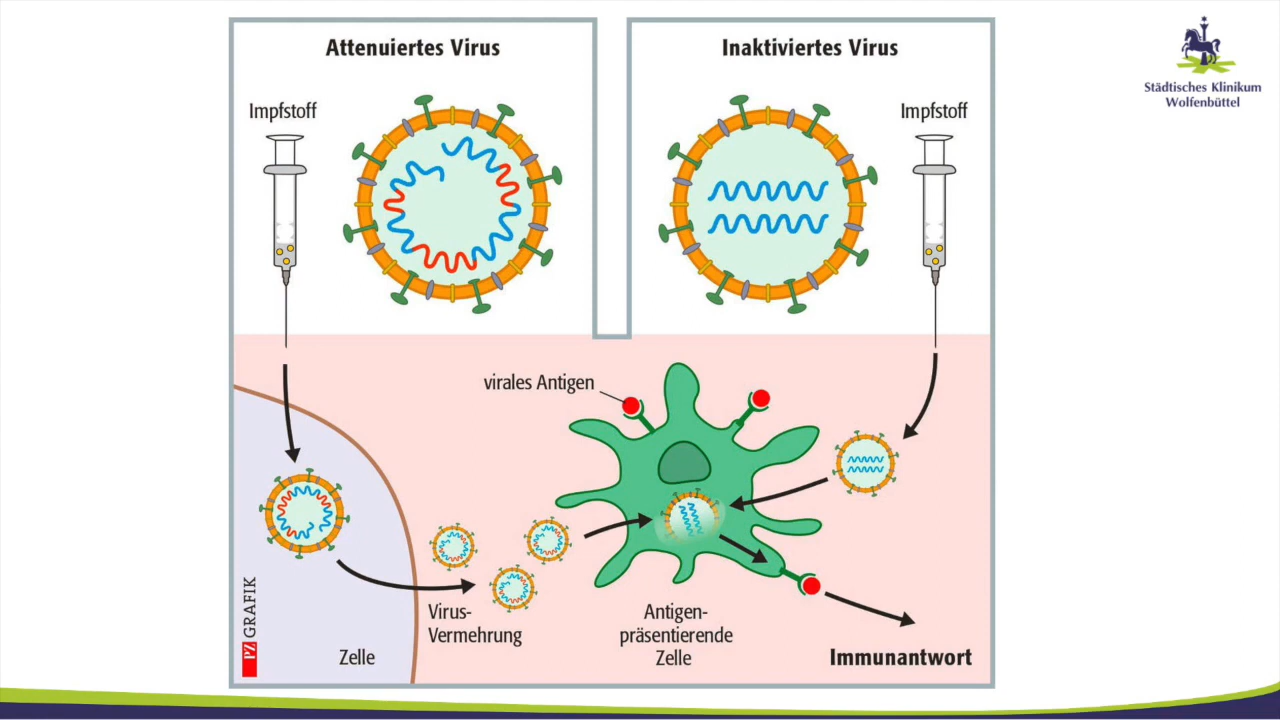 Attenuiertes Virus
Inaktiviertes Virus
Städtisches Klinikum
Wolfenbüttel
Impfstoff
Impfstoff
virales Antigen
Virus-
Vermehrung
Antigen-
präsentierende
Zelle
Zelle
Immunantwort
PZ GRAFIK